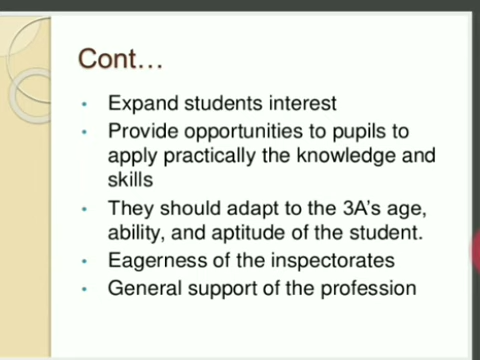 Cont…
• Expand students interest
• Provide opportunities to pupils to
apply practically the knowledge and
skills
• They should adapt to the 3A's age,
ability, and aptitude of the student.
• Eagerness of the inspectorates
• General support of the profession